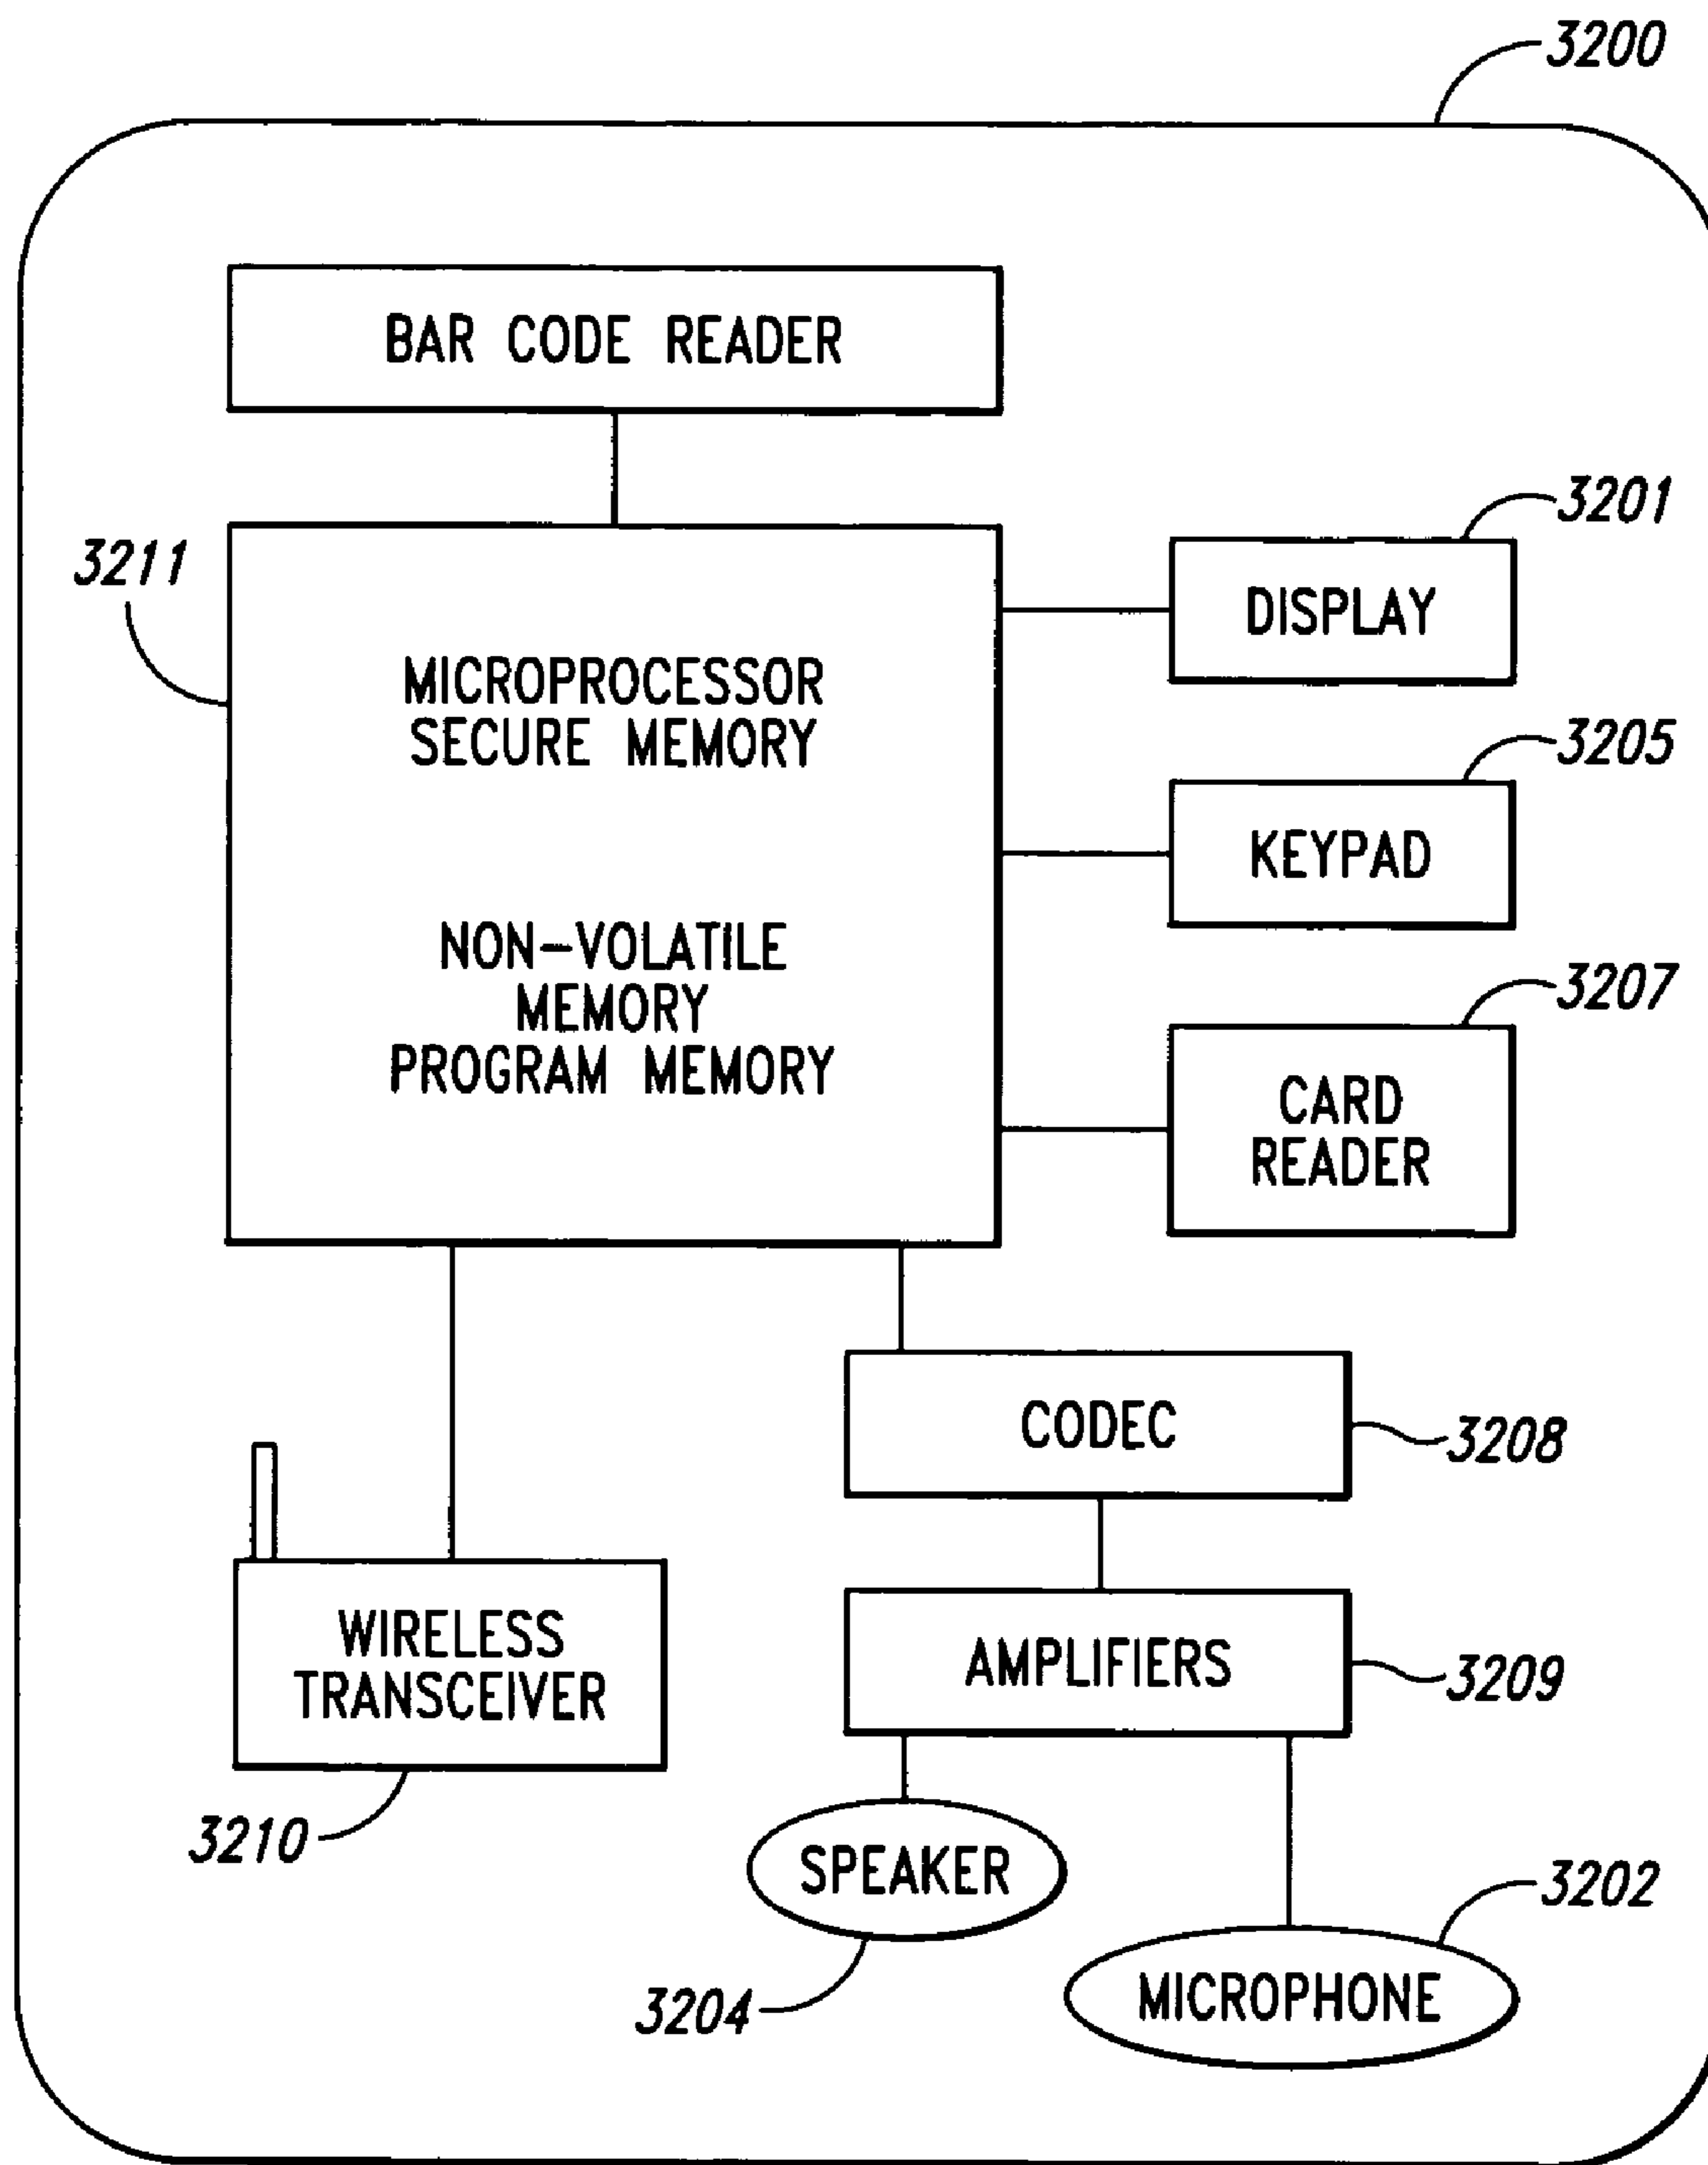 3200
BAR CODE READER
3201
3211
DISPLAY
MICROPROCESSOR
SECURE MEMORY
3205
KEYPAD
NON-VOLATILE
MEMORY
PROGRAM MEMORY
3207
CARD
READER
CODEC
3208
WIRELESS
TRANSCEIVER
AMPLIFIERS
3209
3210
SPEAKER
3202
3204
MICROPHONE